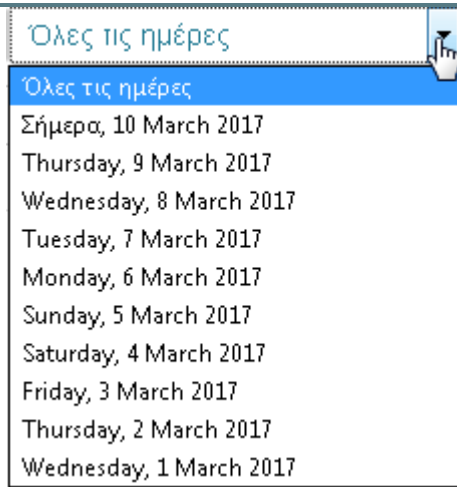 Όλες τις ημέρες
Όλες τις ημέρες
Σήμερα, 10 March 2017
Thursday, 9 March 2017
Wednesday, 8 March 2017
Tuesday, 7 March 2017
Monday, 6 March 2017
Sunday, 5 March 2017
Saturday, 4 March 2017
Friday, 3 March 2017
Thursday, 2 March 2017
Wednesday, 1 March 2017